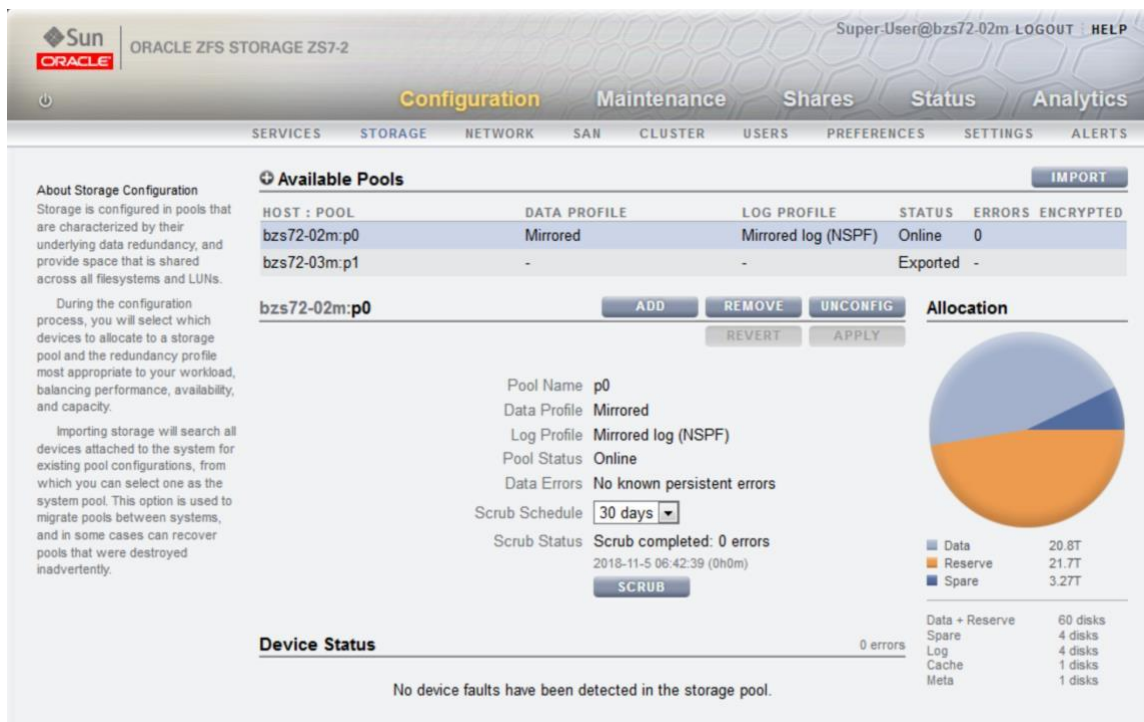 Sun
ORACLE
ORACLE ZFS STORAGE ZS7-2
Super-User@bzs72-02m LOGOUT HELP
Configuration Maintenance Shares Status Analytics
SERVICES STORAGE NETWORK SAN CLUSTER USERS PREFERENCES SETTINGS ALERTS
About Storage Configuration
Storage is configured in pools that
are characterized by their
underlying data redundancy, and
provide space that is shared
across all filesystems and LUNs.
During the configuration
process, you will select which
devices to allocate to a storage
pool and the redundancy profile
most appropriate to your workload,
balancing performance, availability,
and capacity.
Importing storage will search all
devices attached to the system for
existing pool configurations, from
which you can select one as the
system pool. This option is used to
migrate pools between systems,
and in some cases can recover
pools that were destroyed
inadvertently.
Available Pools
IMPORT
HOST : POOL DATA PROFILE LOG PROFILE STATUS ERRORS ENCRYPTED
bzs72-02m:p0 Mirrored Mirrored log (NSPF) Online 0
bzs72-03m:p1 - - Exported -
bzs72-02m:p0
ADD REMOVE UNCONFIG
REVERT APPLY
Pool Name p0
Data Profile Mirrored
Log Profile Mirrored log (NSPF)
Pool Status Online
Data Errors No known persistent errors
Scrub Schedule 30 days
Scrub Status Scrub completed: 0 errors
2018-11-5 06:42:39 (0h0m)
SCRUB
Device Status 0 errors
No device faults have been detected in the storage pool.
Allocation
Data 20.8T
Reserve 21.7T
Spare 3.27T
Data + Reserve 60 disks
Spare 4 disks
Log 4 disks
Cache 1 disks
Meta 1 disks